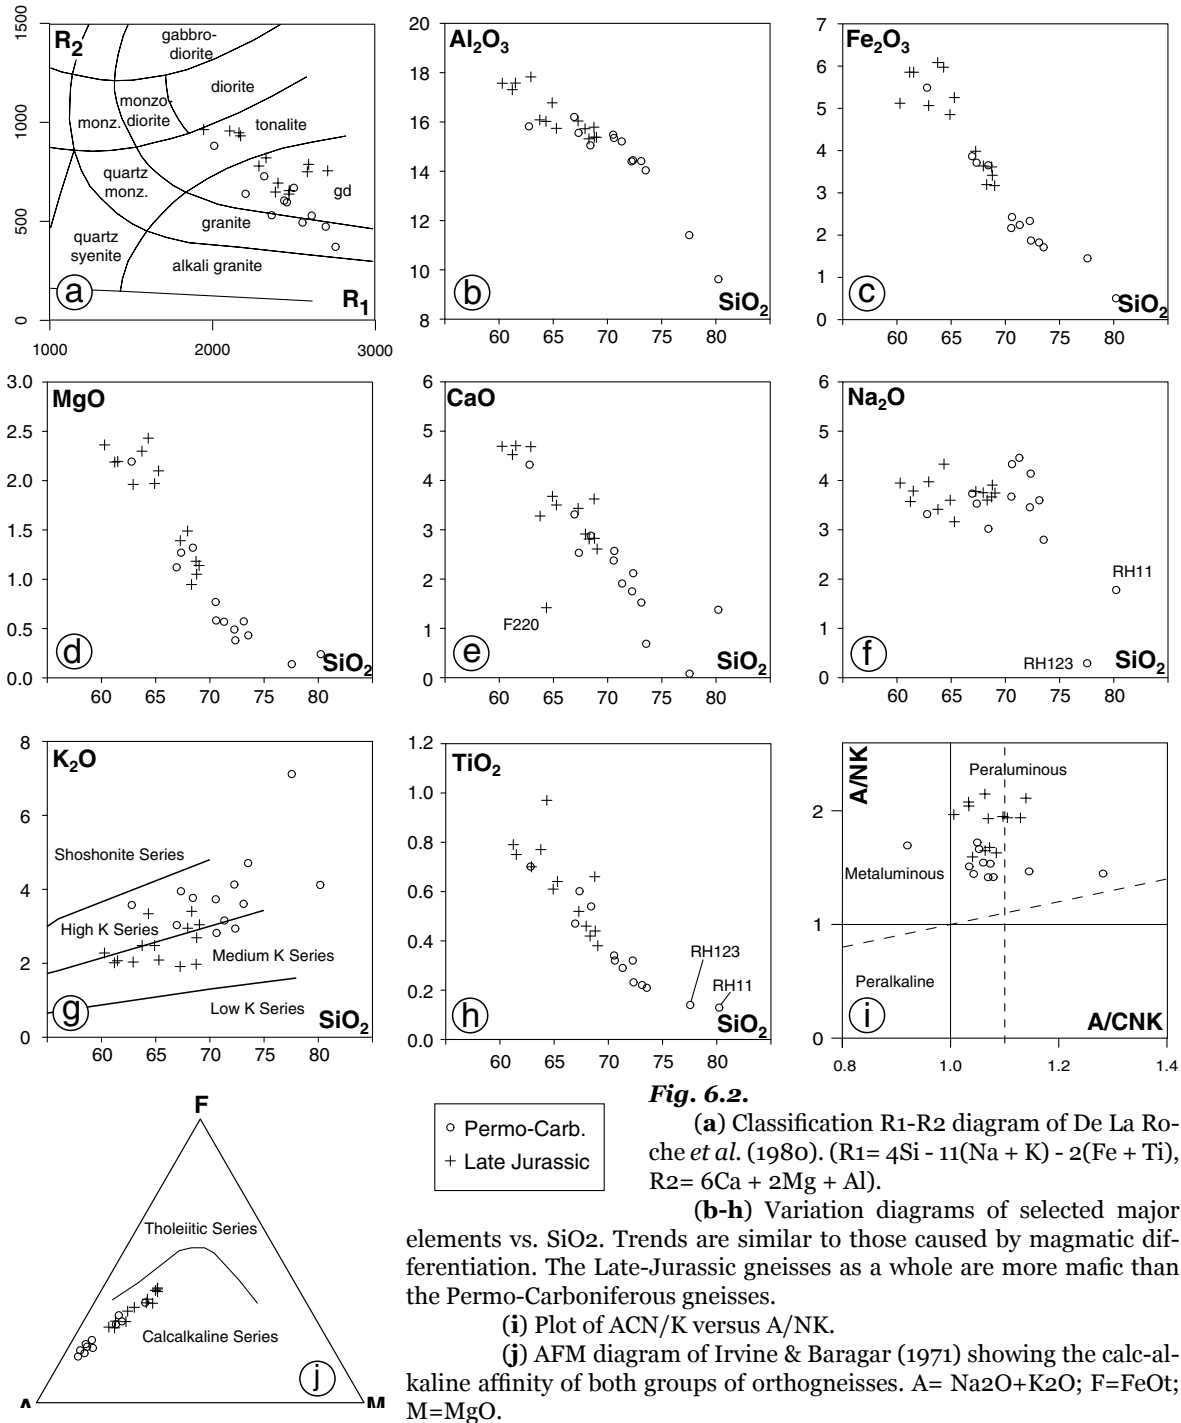 R2
1500
1000
500
0
gabbro-
diorite
diorite
monzo-
diorite
monz.
tonalite
quartz
monz.
gd
granite
quartz
syenite
alkali granite
a
R1
1000 2000 3000
Al2O3
20
18
16
14
12
10
8
b
SiO2
60 65 70 75 80
Fe2O3
7
6
5
4
3
2
1
0
c
SiO2
60 65 70 75 80
MgO
3.0
2.5
2.0
1.5
1.0
0.5
0.0
d
SiO2
60 65 70 75 80
CaO
6
5
4
3
2
1
0
F220
e
SiO2
60 65 70 75 80
Na2O
6
5
4
3
2
1
0
RH11
RH123
f
SiO2
60 65 70 75 80
K2O
8
6
4
2
0
Shoshonite Series
High K Series
Medium K Series
Low K Series
g
SiO2
60 65 70 75 80
TiO2
1.2
1.0
0.8
0.6
0.4
0.2
0.0
RH123
RH11
h
SiO2
60 65 70 75 80
A/NK
2
1
0
Peraluminous
Metaluminous
Peralkaline
i
A/CNK
0.8 1.0 1.2 1.4
F
Tholeiitic Series
Calcalkaline Series
j
A
M
Permo-Carb.
Late Jurassic
Fig. 6.2.
(a) Classification R1-R2 diagram of De La Ro-
che et al. (1980). (R1= 4Si - 11(Na + K) - 2(Fe + Ti),
R2= 6Ca + 2Mg + Al).
(b-h) Variation diagrams of selected major
elements vs. SiO2. Trends are similar to those caused by magmatic dif-
ferentiation. The Late-Jurassic gneisses as a whole are more mafic than
the Permo-Carboniferous gneisses.
(i) Plot of ACN/K versus A/NK.
(j) AFM diagram of Irvine & Baragar (1971) showing the calc-al-
kaline affinity of both groups of orthogneisses. A= Na2O+K2O; F=FeOt;
M=MgO.